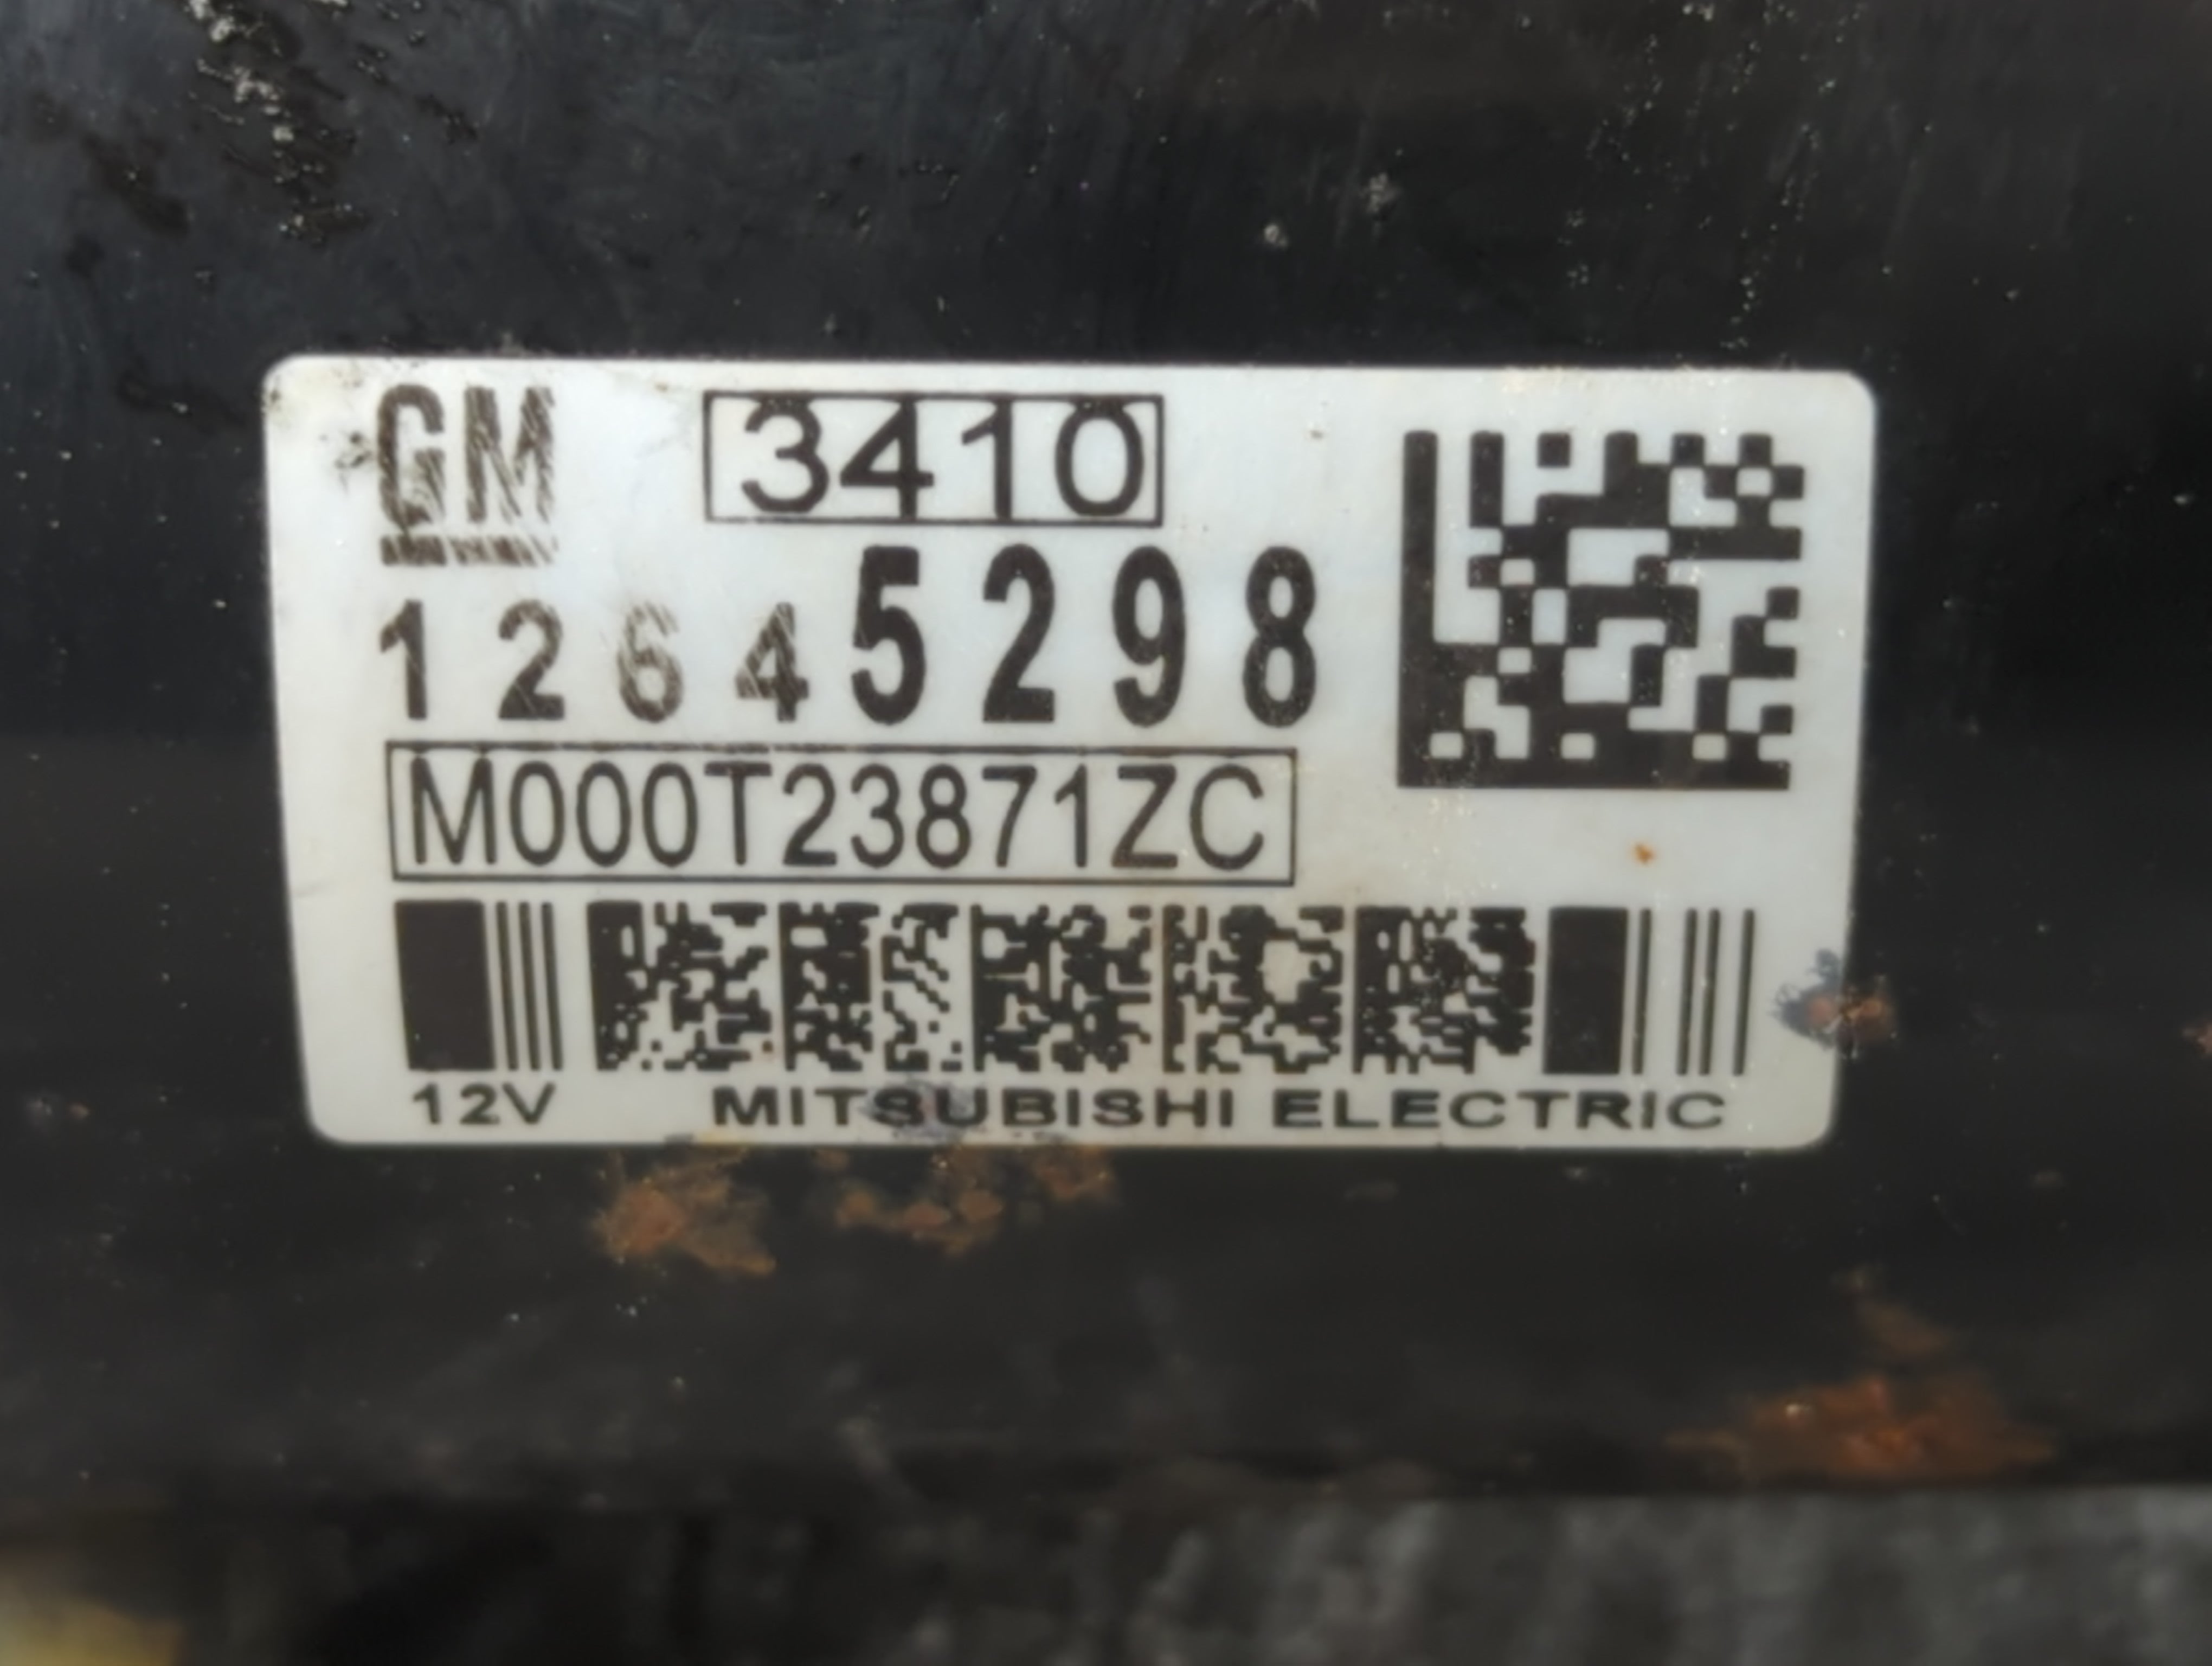 GM 3410
12645298
M000T23871ZC
12V MITSUBISHI ELECTRIC